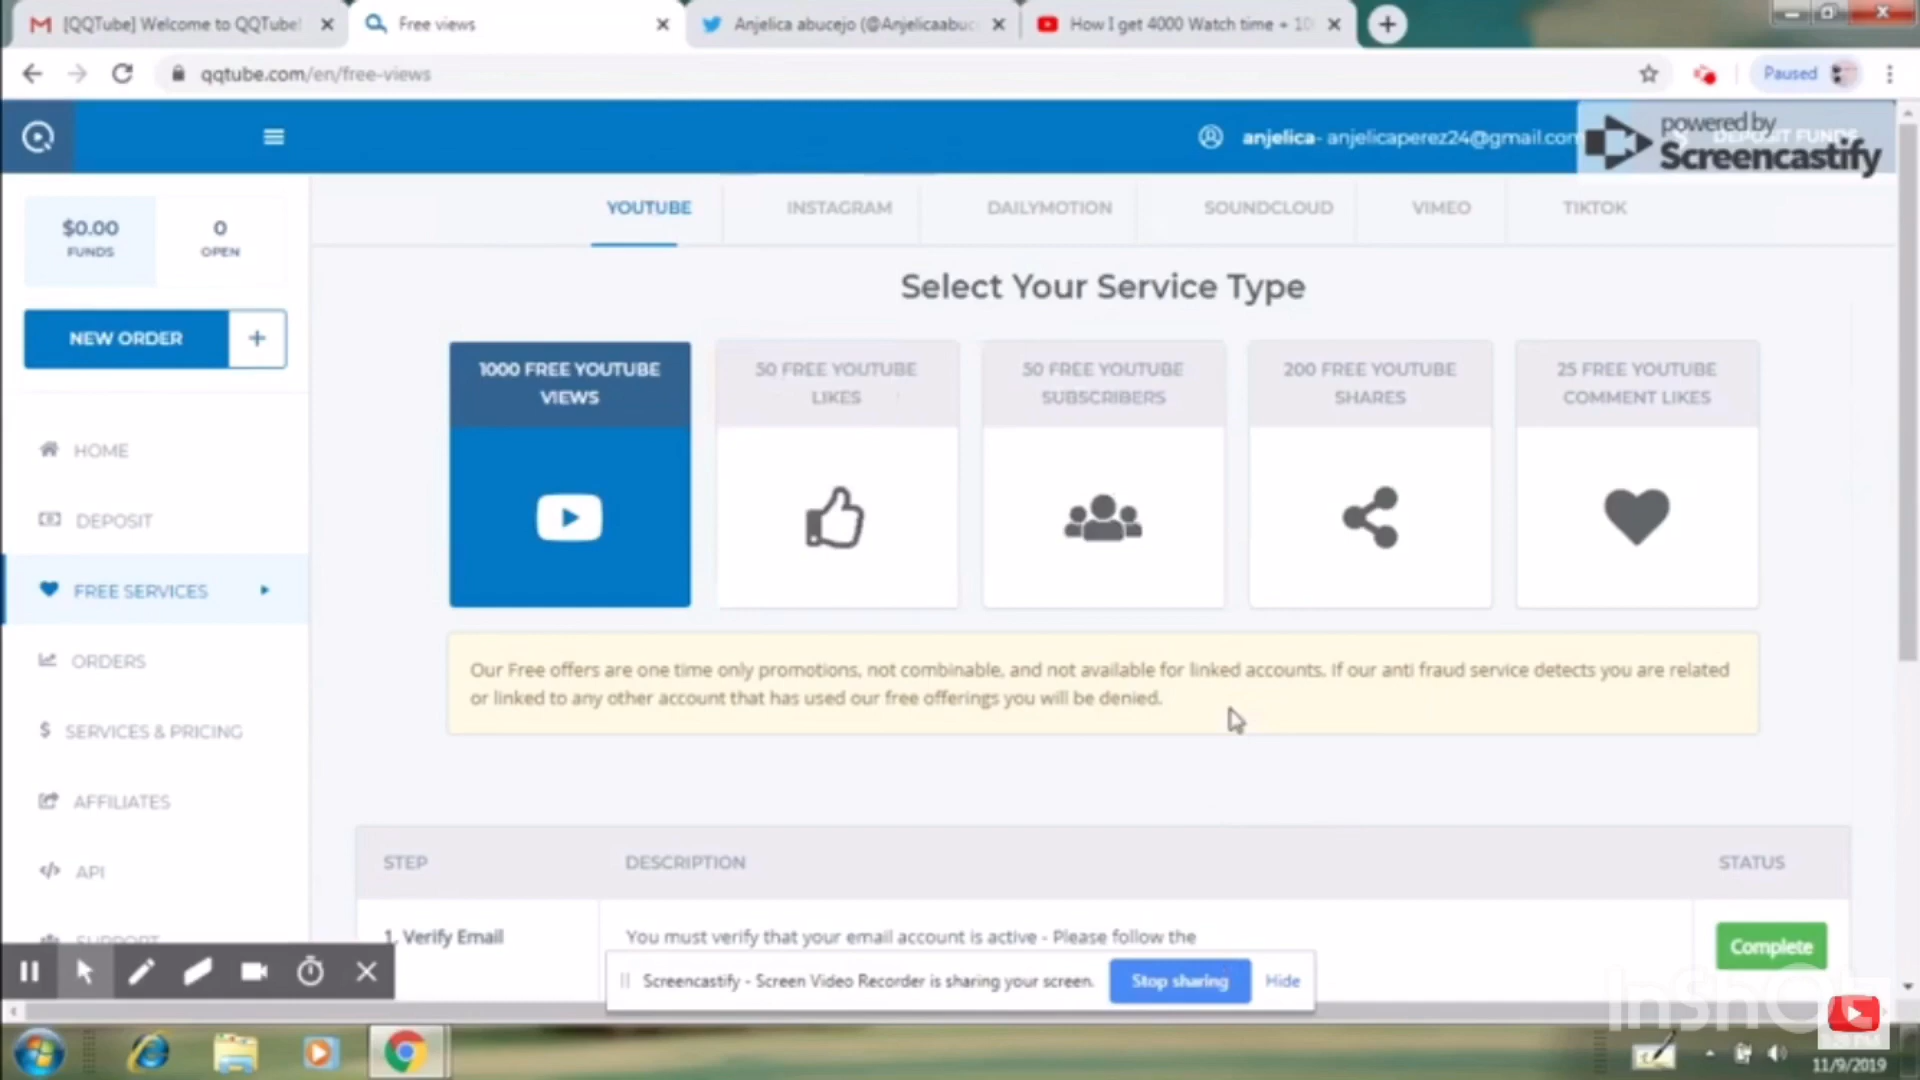 [QQTube] Welcome to QQTube!
Free views
Anjelica abucejo (@Anjelicaabuc
How I get 4000 Watch time + 10
qqtube.com/en/free-views
Paused
anjelica- anjelicaperez24@gmail.com
DEPOSIT FUNDS
powered by
Screencastify
$0.00
FUNDS
0
OPEN
NEW ORDER
+
HOME
DEPOSIT
FREE SERVICES
ORDERS
SERVICES & PRICING
AFFILIATES
API
SUPPORT
YOUTUBE
INSTAGRAM
DAILYMOTION
SOUNDCLOUD
VIMEO
TIKTOK
Select Your Service Type
1000 FREE YOUTUBE
VIEWS
50 FREE YOUTUBE
LIKES
50 FREE YOUTUBE
SUBSCRIBERS
200 FREE YOUTUBE
SHARES
25 FREE YOUTUBE
COMMENT LIKES
Our Free offers are one time only promotions, not combinable, and not available for linked accounts. If our anti fraud service detects you are related
or linked to any other account that has used our free offerings you will be denied.
STEP
DESCRIPTION
STATUS
1. Verify Email
You must verify that your email account is active - Please follow the
Complete
Screencastify - Screen Video Recorder is sharing your screen.
Stop sharing
Hide
InShOt
11/9/2019